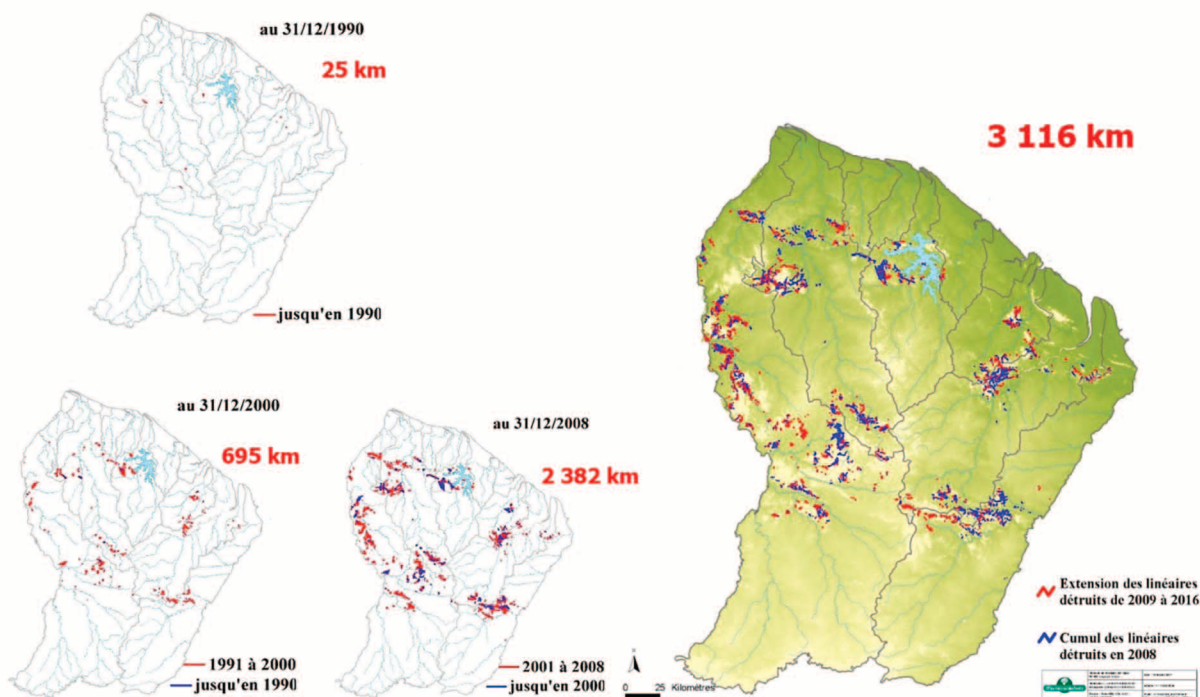 au 31/12/1990
25 km
jusqu'en 1990
au 31/12/2000
695 km
1991 à 2000
jusqu'en 1990
au 31/12/2008
2 382 km
2001 à 2008
jusqu'en 2000
3 116 km
Extension des linéaires
détruits de 2009 à 2016
Cumul des linéaires
détruits en 2008
0 25 Kilomètres